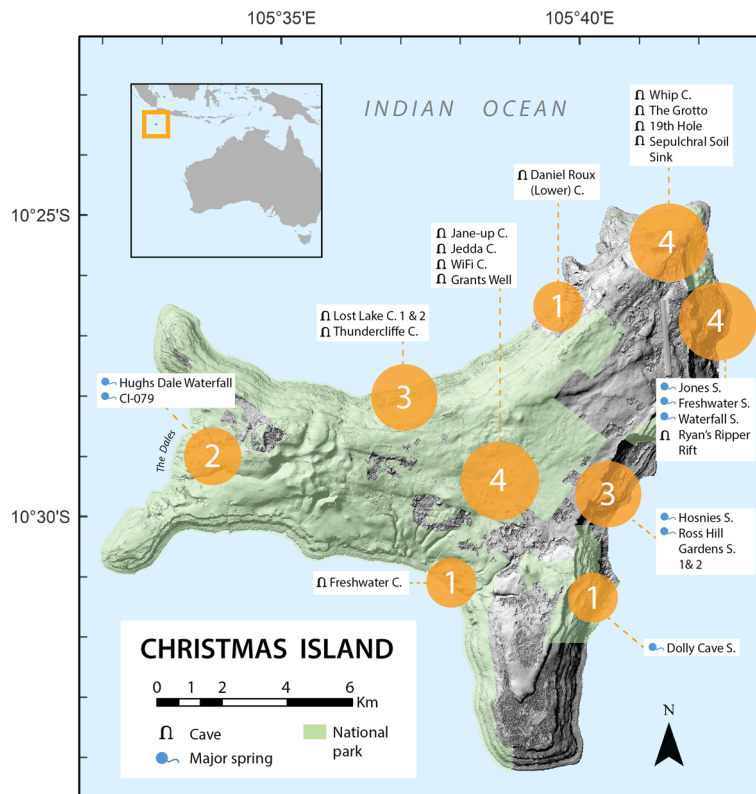 105°35'E
105°40'E
INDIAN OCEAN
Whip C.
The Grotto
19th Hole
Sepulchral Soil
Sink
Daniel Roux
(Lower) C.
10°25'S
4
Jane-up C.
Jedda C.
WiFi C.
Grants Well
1
4
Lost Lake C. 1 & 2
Thundercliffe C.
Hughs Dale Waterfall
CI-079
3
Jones S.
Freshwater S.
Waterfall S.
Ryan's Ripper
Rift
The Dales
2
4
3
10°30'S
Hosnies S.
Ross Hill
Gardens S.
1& 2
Freshwater C.
1
1
Dolly Cave S.
CHRISTMAS ISLAND
0 1 2 4 6
Km
Cave
National
park
Major spring
N